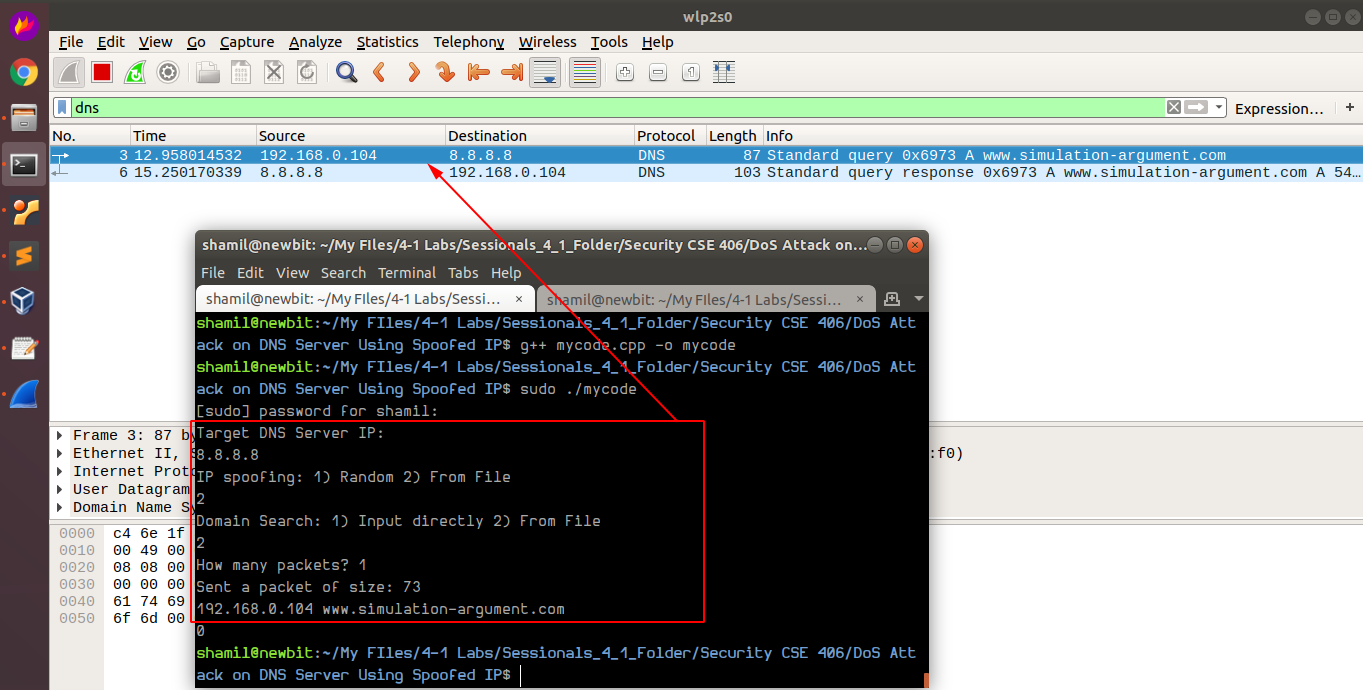 wlp2s0
File Edit View Go Capture Analyze Statistics Telephony Wireless Tools Help
dns
Expression…
+
No. Time Source Destination Protocol Length Info
3 12.958014532 192.168.0.104 8.8.8.8 DNS 87 Standard query 0x6973 A www.simulation-argument.com
6 15.250170339 8.8.8.8 192.168.0.104 DNS 103 Standard query response 0x6973 A www.simulation-argument.com A 54…
shamil@newbit: ~/My FIles/4-1 Labs/Sessionals_4_1_Folder/Security CSE 406/DoS Attack on...
File Edit View Search Terminal Tabs Help
shamil@newbit: ~/My FIles/4-1 Labs/Sessi... × shamil@newbit: ~/My FIles/4-1 Labs/Sessi... ×
shamil@newbit:~/My FIles/4-1 Labs/Sessionals_4_1_Folder/Security CSE 406/DoS Att
ack on DNS Server Using Spoofed IP$ g++ mycode.cpp -o mycode
shamil@newbit:~/My FIles/4-1 Labs/Sessionals_4_1_Folder/Security CSE 406/DoS Att
ack on DNS Server Using Spoofed IP$ sudo ./mycode
[sudo] password for shamil:
Target DNS Server IP:
8.8.8.8
IP spoofing: 1) Random 2) From File
2
Domain Search: 1) Input directly 2) From File
2
How many packets? 1
Sent a packet of size: 73
192.168.0.104 www.simulation-argument.com
0
shamil@newbit:~/My FIles/4-1 Labs/Sessionals_4_1_Folder/Security CSE 406/DoS Att
ack on DNS Server Using Spoofed IP$
Frame 3: 87 by
Ethernet II, :f0)
Internet Prot
User Datagram
Domain Name Sy
0000 c4 6e 1f
0010 00 49 00
0020 08 08 00
0030 00 00 00
0040 61 74 69
0050 6f 6d 00